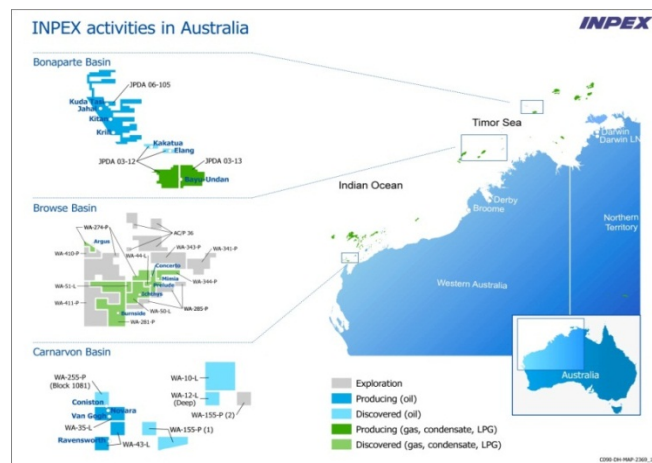 INPEX activities in Australia
INPEX
Bonaparte Basin
JPDA 06-105
Kuda Tasi
Jahal
Kitan
Krill
Kakatua
Elang
JPDA 03-12
JPDA 03-13
Bayu-Undan
Browse Basin
WA-274-P
Argus
AC/P 36
WA-343-P
WA-341-P
WA-410-P
WA-44-L
Concerto
Mimia
Prelude
WA-344-P
WA-51-L
Ichthys
WA-285-P
WA-411-P
WA-50-L
Burnside
WA-281-P
Carnarvon Basin
WA-255-P
(Block 1081)
WA-10-L
Coniston
WA-12-L
(Deep)
Novara
Van Gogh
WA-155-P (2)
WA-35-L
WA-155-P (1)
Ravensworth
WA-43-L
Timor Sea
Darwin
Darwin LN
Indian Ocean
Derby
Broome
Northern
Territory
Western Australia
Australia
Exploration
Producing (oil)
Discovered (oil)
Producing (gas, condensate, LPG)
Discovered (gas, condensate, LPG)